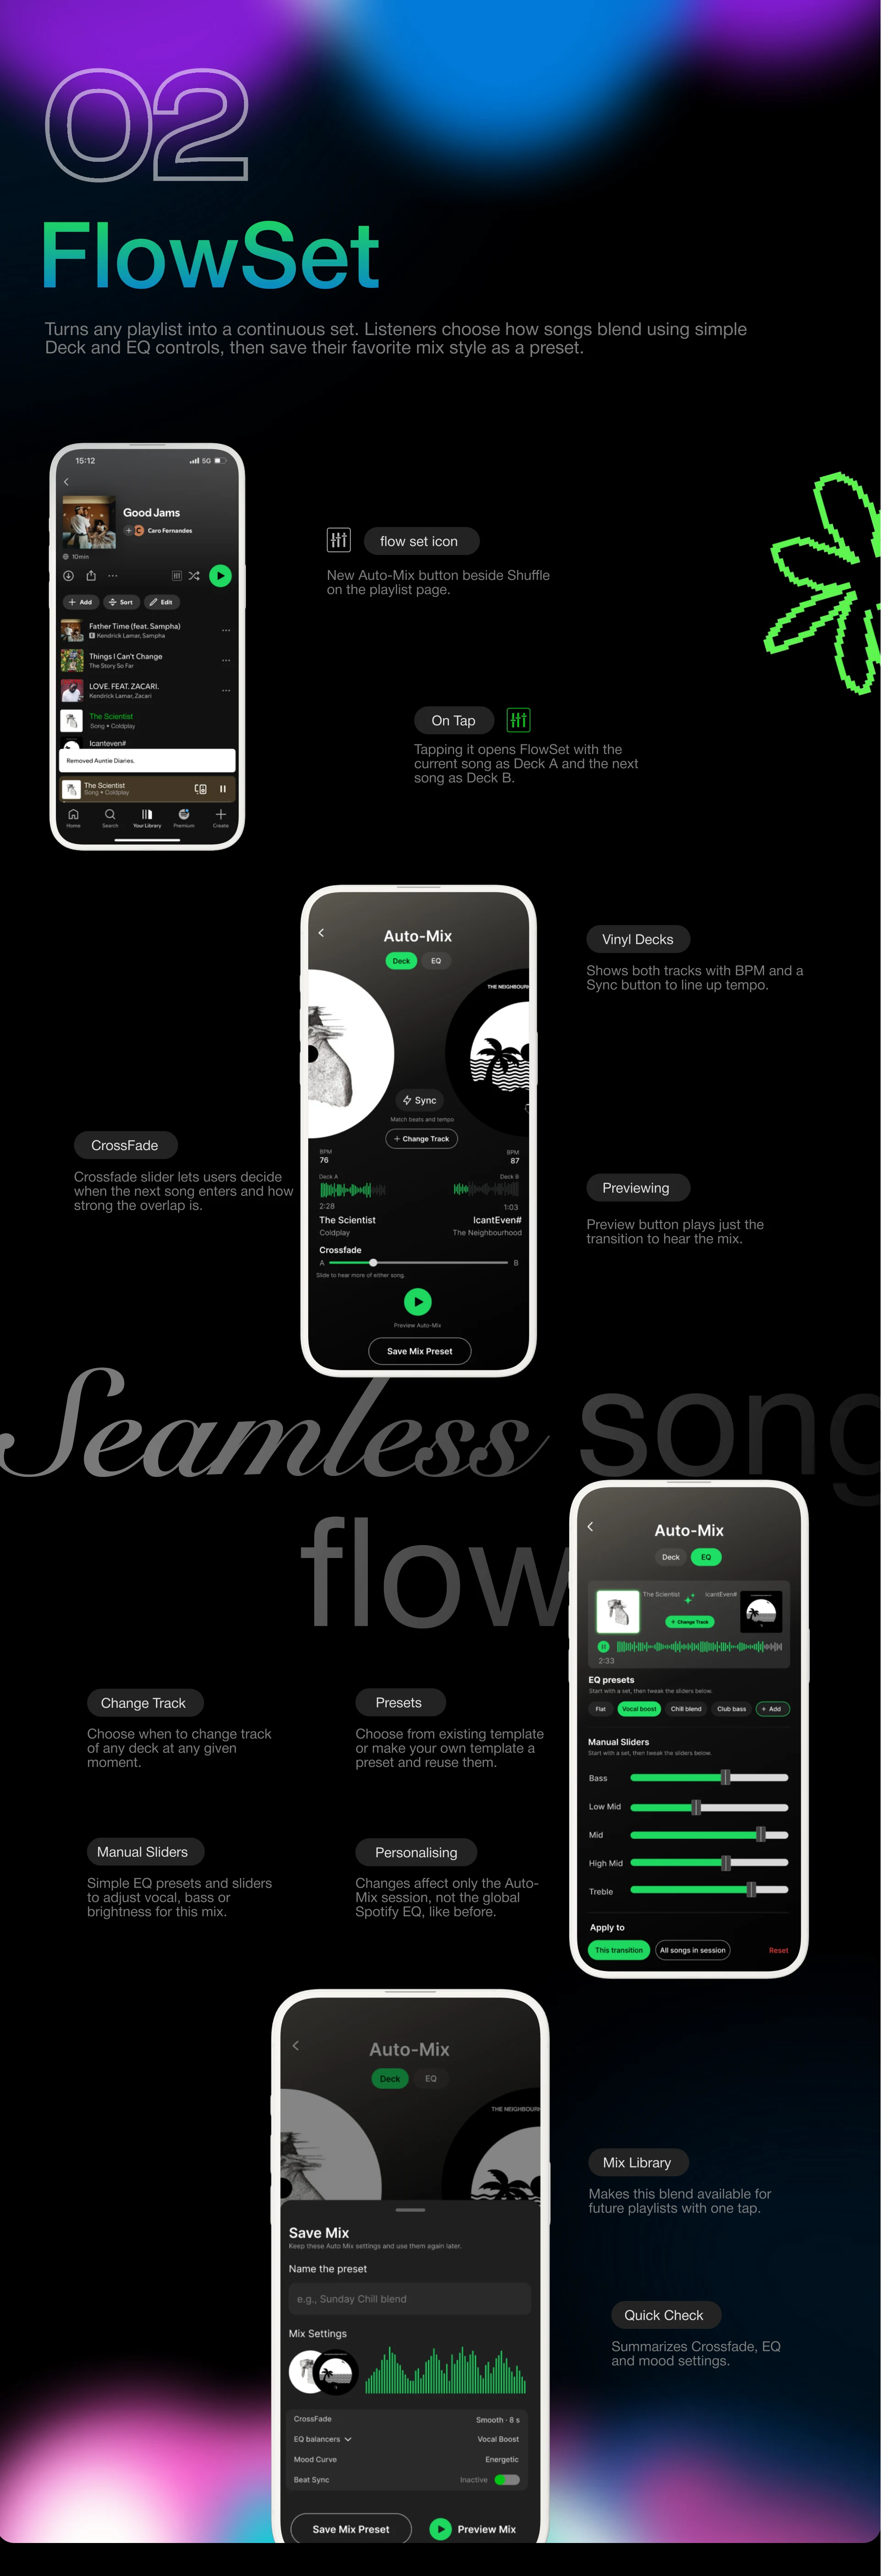 02
FlowSet
Turns any playlist into a continuous set. Listeners choose how songs blend using simple
Deck and EQ controls, then save their favorite mix style as a preset.
15:12
5G
Good Jams
Caro Fernandes
10min
Add
Sort
Edit
Father Time (feat. Sampha)
E Kendrick Lamar, Sampha
Things I Can't Change
The Story So Far
LOVE. FEAT. ZACARI.
Kendrick Lamar, Zacari
The Scientist
Song • Coldplay
Icanteven#
Removed Auntie Diaries.
The Scientist
Song • Coldplay
Home
Search
Your Library
Premium
Create
flow set icon
New Auto-Mix button beside Shuffle
on the playlist page.
On Tap
Tapping it opens FlowSet with the
current song as Deck A and the next
song as Deck B.
Auto-Mix
Deck
EQ
THE NEIGHBOURH
Sync
Match beats and tempo
+ Change Track
BPM
76
BPM
87
Deck A
Deck B
2:28
1:03
The Scientist
IcantEven#
Coldplay
The Neighbourhood
Crossfade
A
B
Slide to hear more of either song.
Preview Auto-Mix
Save Mix Preset
Vinyl Decks
Shows both tracks with BPM and a
Sync button to line up tempo.
CrossFade
Crossfade slider lets users decide
when the next song enters and how
strong the overlap is.
Previewing
Preview button plays just the
transition to hear the mix.
Seamless song
flow
Auto-Mix
Deck
EQ
The Scientist
IcantEven#
+ Change Track
2:33
EQ presets
Start with a set, then tweak the sliders below.
Flat
Vocal boost
Chill blend
Club bass
+ Add
Manual Sliders
Start with a set, then tweak the sliders below.
Bass
Low Mid
Mid
High Mid
Treble
Apply to
This transition
All songs in session
Reset
Change Track
Choose when to change track
of any deck at any given
moment.
Presets
Choose from existing template
or make your own template a
preset and reuse them.
Manual Sliders
Simple EQ presets and sliders
to adjust vocal, bass or
brightness for this mix.
Personalising
Changes affect only the Auto-
Mix session, not the global
Spotify EQ, like before.
Auto-Mix
Deck
EQ
THE NEIGHBOURH
Save Mix
Keep these Auto Mix settings and use them again later.
Name the preset
e.g., Sunday Chill blend
Mix Settings
CrossFade
Smooth · 8 s
EQ balancers
Vocal Boost
Mood Curve
Energetic
Beat Sync
Inactive
Save Mix Preset
Preview Mix
Mix Library
Makes this blend available for
future playlists with one tap.
Quick Check
Summarizes Crossfade, EQ
and mood settings.